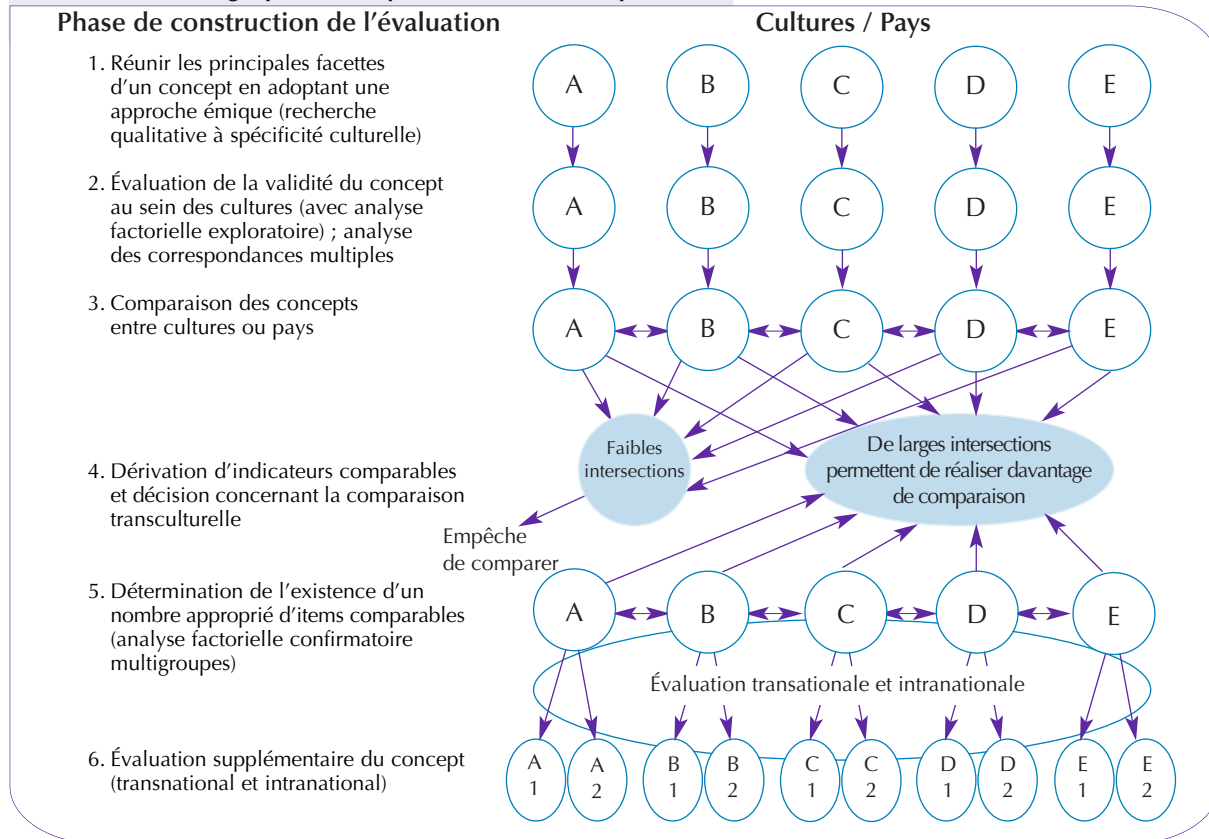 Phase de construction de l'évaluation
Cultures / Pays
1. Réunir les principales facettes
d'un concept en adoptant une
approche émique (recherche
qualitative à spécificité culturelle)
A B C D E
2. Évaluation de la validité du concept
au sein des cultures (avec analyse
factorielle exploratoire) ; analyse
des correspondances multiples
A B C D E
3. Comparaison des concepts
entre cultures ou pays
A B C D E
Faibles
intersections
De larges intersections
permettent de réaliser davantage
de comparaison
4. Dérivation d'indicateurs comparables
et décision concernant la comparaison
transculturelle
Empêche
de comparer
5. Détermination de l'existence d'un
nombre approprié d'items comparables
(analyse factorielle confirmatoire
multigroupes)
A B C D E
Évaluation transationale et intranationale
6. Évaluation supplémentaire du concept
(transnational et intranational)
A A B B C C D D E E
1 2 1 2 1 2 1 2 1 2